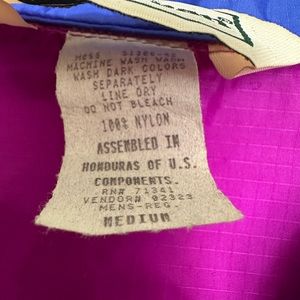 MACHINE WASH WARM
WASH DARK COLORS
SEPARATELY
LINE DRY
DO NOT BLEACH
100% NYLON
ASSEMBLED IN
HONDURAS OF U.S.
COMPONENTS.
RN# 71341
VENDOR# 02323
MENS-REG.
MEDIUM